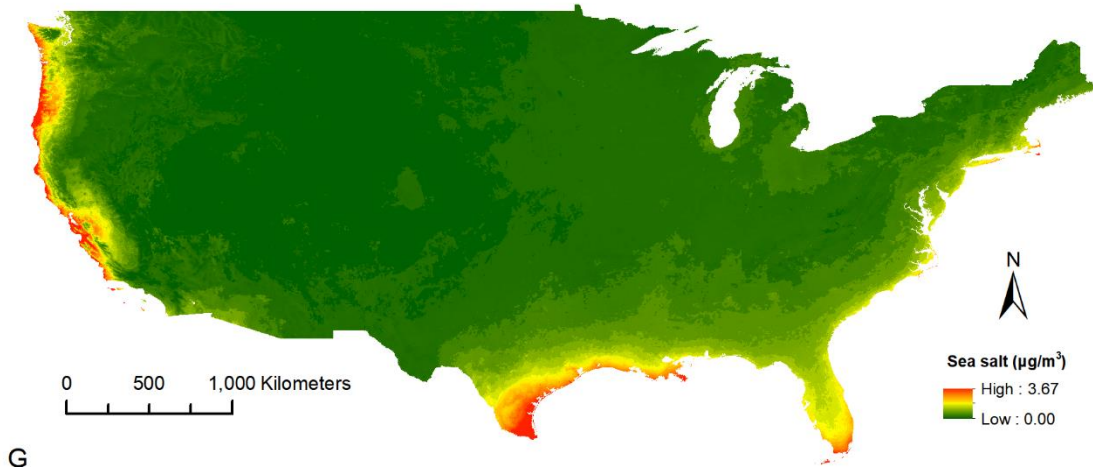 N
Sea salt (µg/m³)
High : 3.67
Low : 0.00
0 500 1,000 Kilometers
G